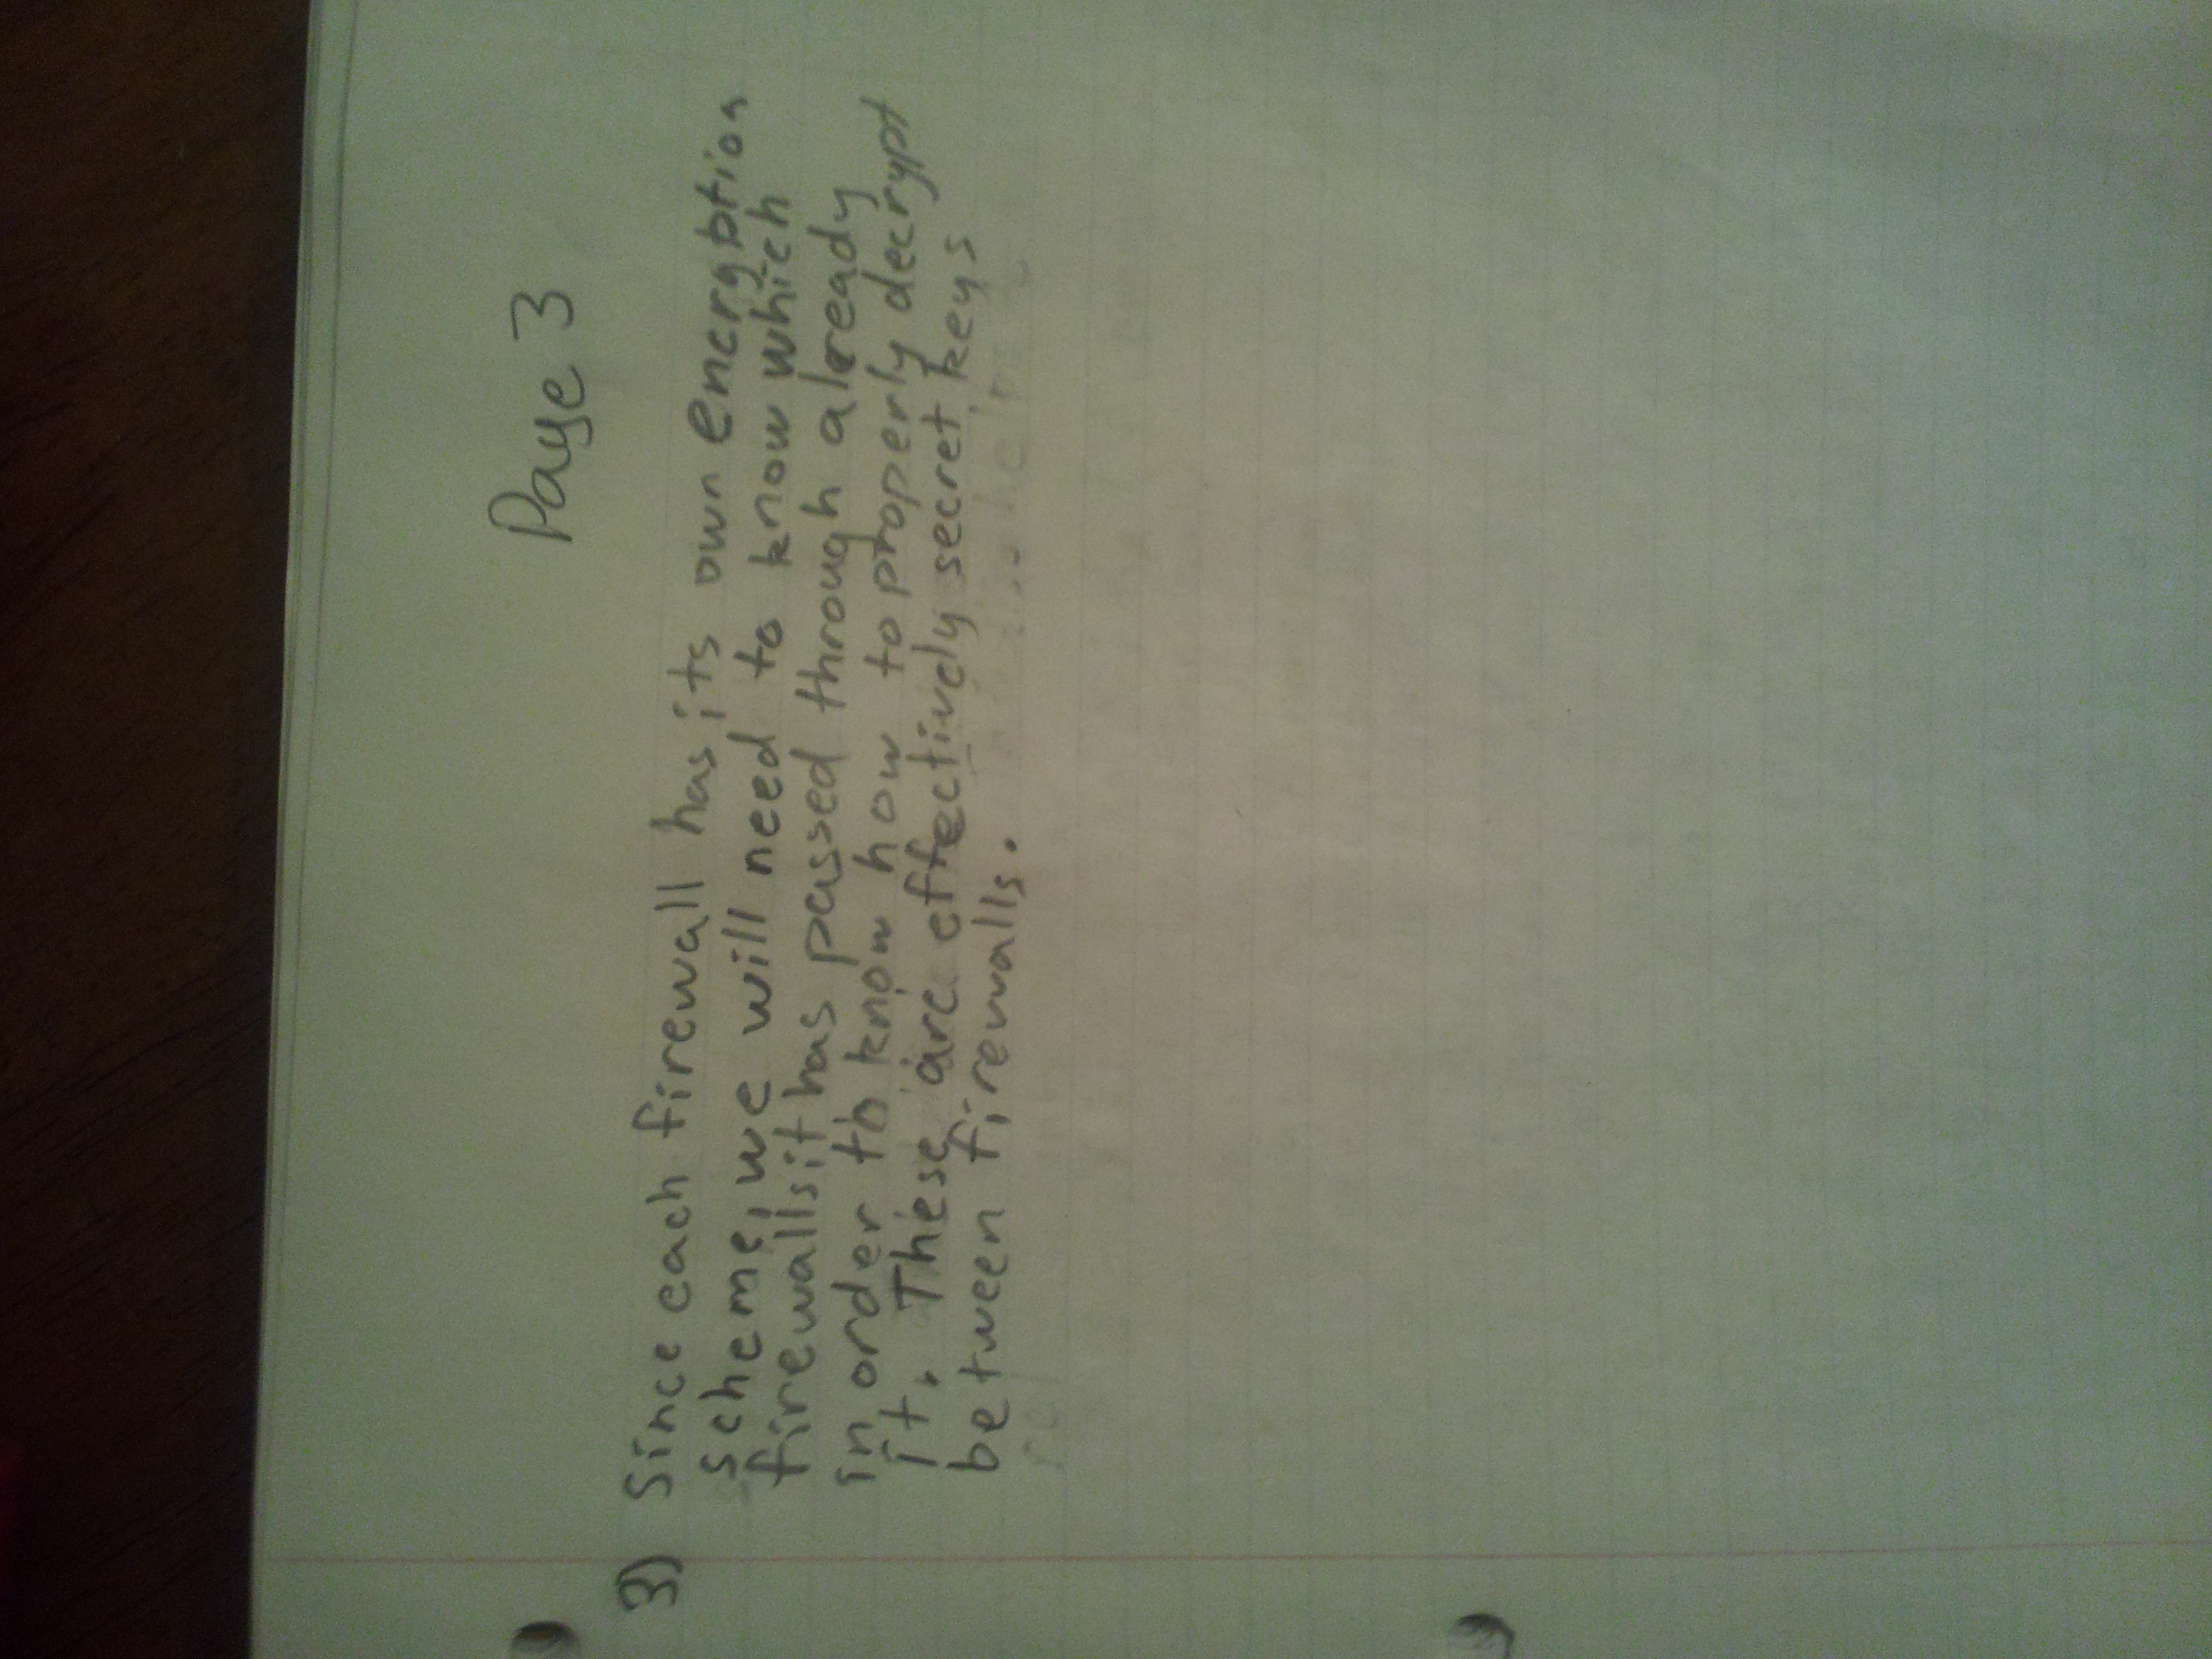 Page 3
3) Since each firewall has its own encryption
scheme, we will need to know which
firewalls it has passed through already
in order to know how to properly decrypt
it. These are effectively secret keys
between firewalls.